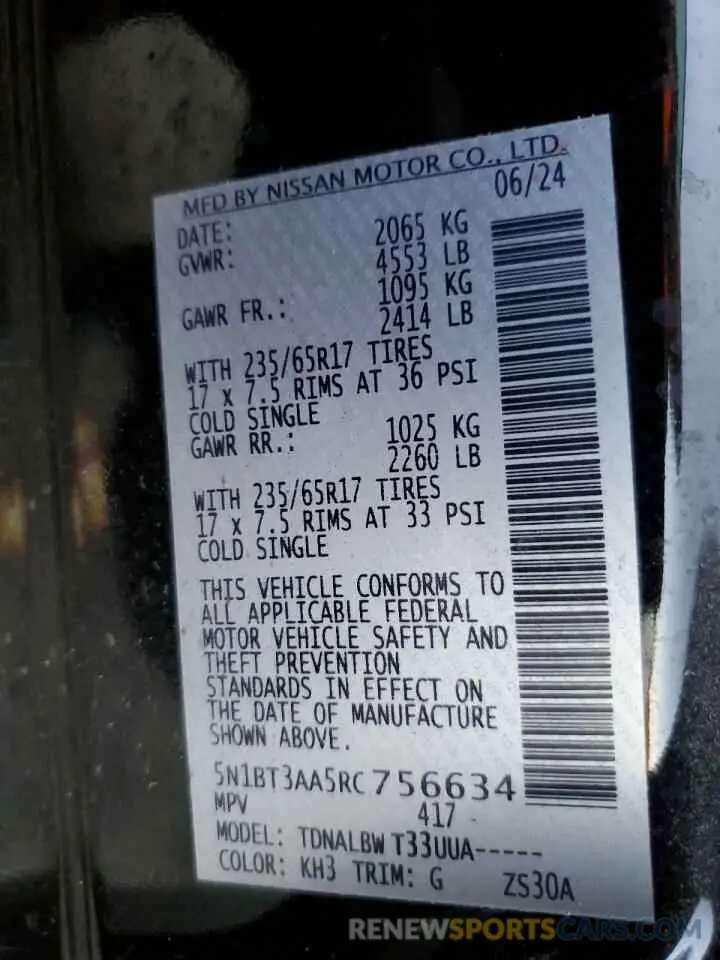 MFD BY NISSAN MOTOR CO., LTD.
DATE: 06/24
GVWR: 2065 KG
4553 LB
GAWR FR.: 1095 KG
2414 LB
WITH 235/65R17 TIRES
17 x 7.5 RIMS AT 36 PSI
COLD SINGLE
GAWR RR.: 1025 KG
2260 LB
WITH 235/65R17 TIRES
17 x 7.5 RIMS AT 33 PSI
COLD SINGLE
THIS VEHICLE CONFORMS TO
ALL APPLICABLE FEDERAL
MOTOR VEHICLE SAFETY AND
THEFT PREVENTION
STANDARDS IN EFFECT ON
THE DATE OF MANUFACTURE
SHOWN ABOVE.
5N1BT3AA5RC756634
MPV 417
MODEL: TDNALBW T33UUA-----
COLOR: KH3 TRIM: G ZS30A
RENEWSPORTSCARS.COM